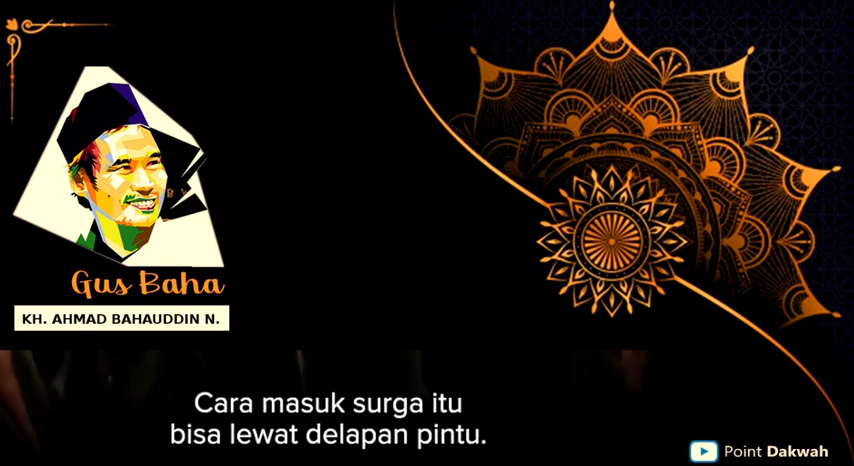 Gus Baha
KH. AHMAD BAHAUDDIN N.
Cara masuk surga itu
bisa lewat delapan pintu.
Point Dakwah